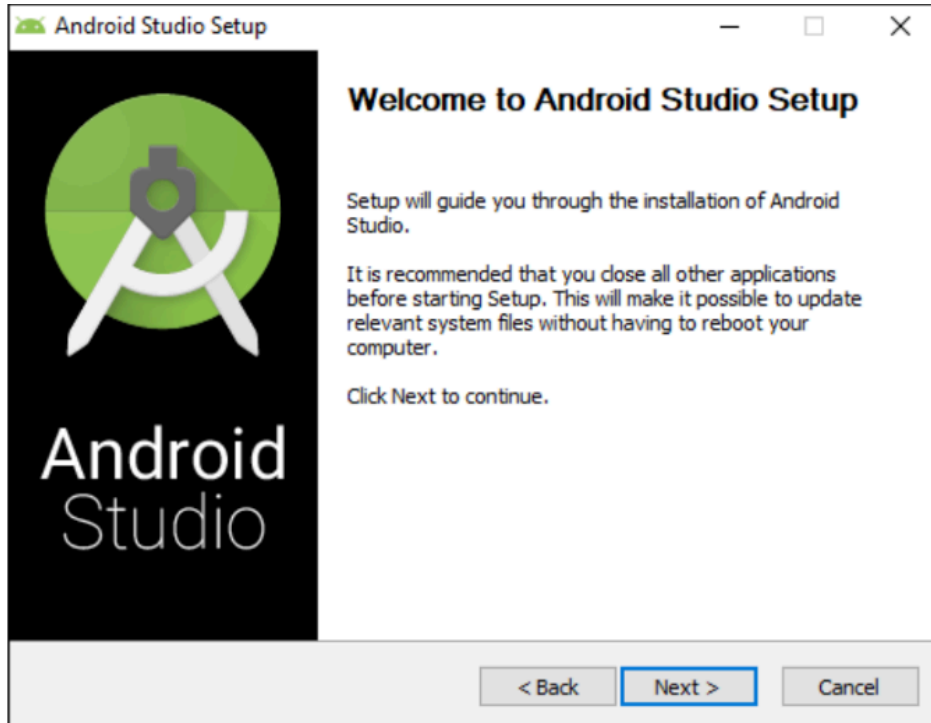 Android Studio Setup
Welcome to Android Studio Setup
Setup will guide you through the installation of Android
Studio.
It is recommended that you close all other applications
before starting Setup. This will make it possible to update
relevant system files without having to reboot your
computer.
Click Next to continue.
Android
Studio
< Back
Next >
Cancel